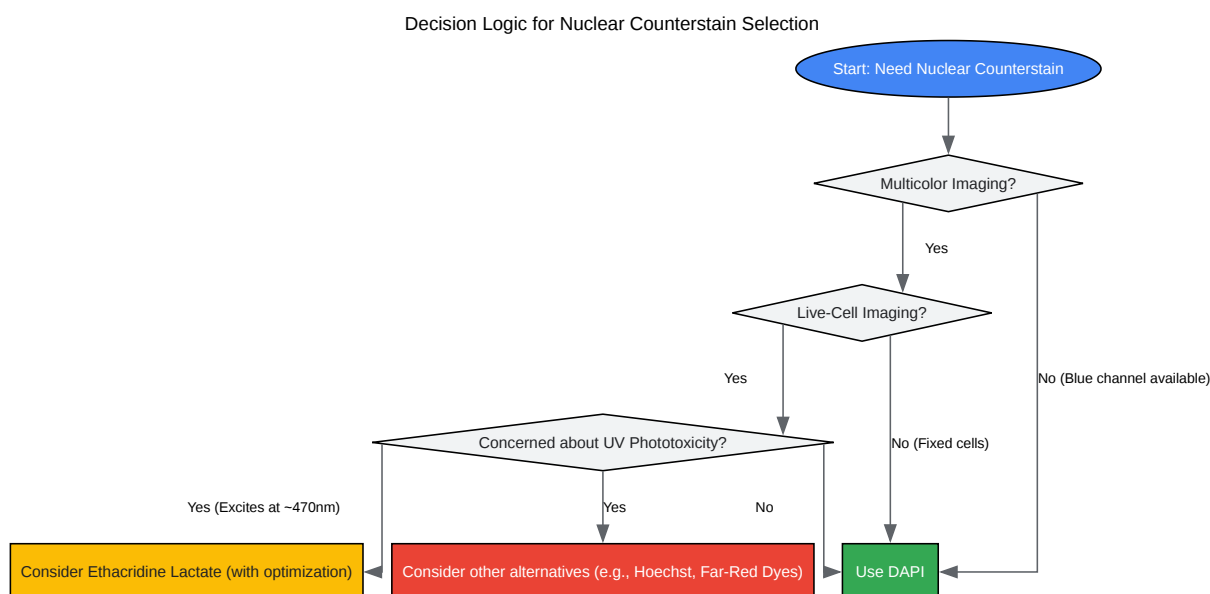 Decision Logic for Nuclear Counterstain Selection
Start: Need Nuclear Counterstain
Multicolor Imaging?
Yes
Live-Cell Imaging?
Yes
No (Blue channel available)
Concerned about UV Phototoxicity?
No (Fixed cells)
Yes (Excites at ~470nm)
Yes
No
Consider Ethacridine Lactate (with optimization)
Consider other alternatives (e.g., Hoechst, Far-Red Dyes)
Use DAPI